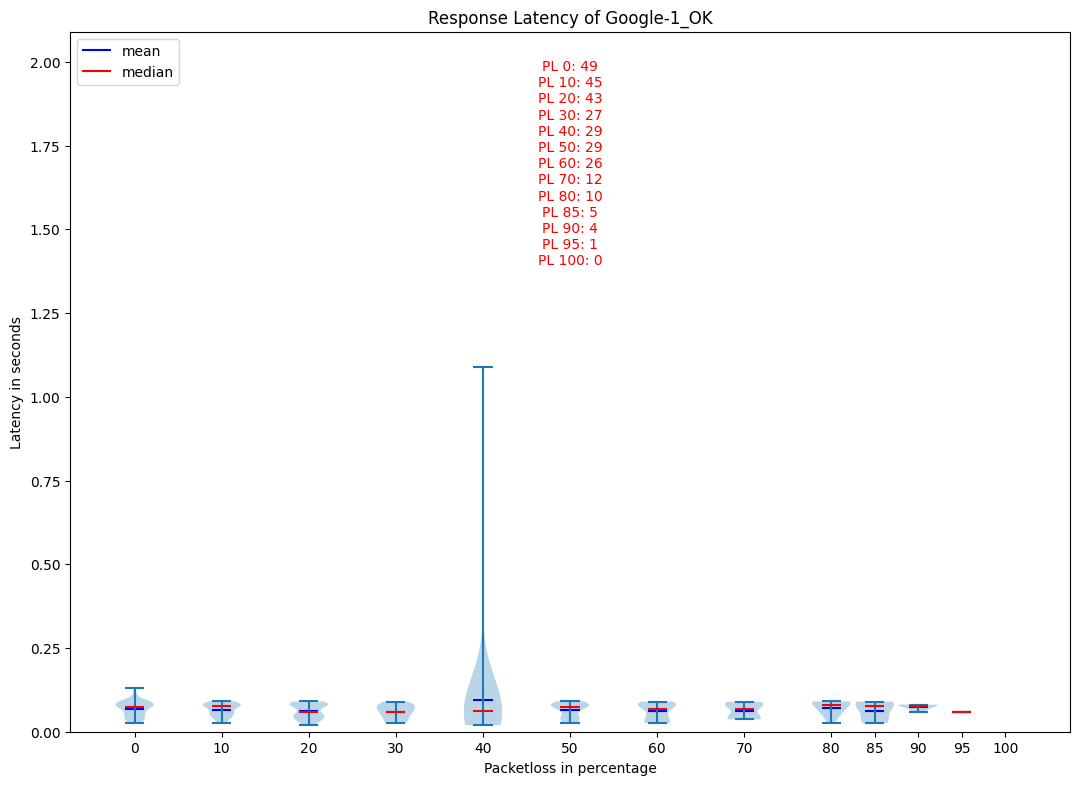 Response Latency of Google-1_OK
mean
median
PL 0: 49
PL 10: 45
PL 20: 43
PL 30: 27
PL 40: 29
PL 50: 29
PL 60: 26
PL 70: 12
PL 80: 10
PL 85: 5
PL 90: 4
PL 95: 1
PL 100: 0
Latency in seconds
2.00
1.75
1.50
1.25
1.00
0.75
0.50
0.25
0.00
0 10 20 30 40 50 60 70 80 85 90 95 100
Packetloss in percentage